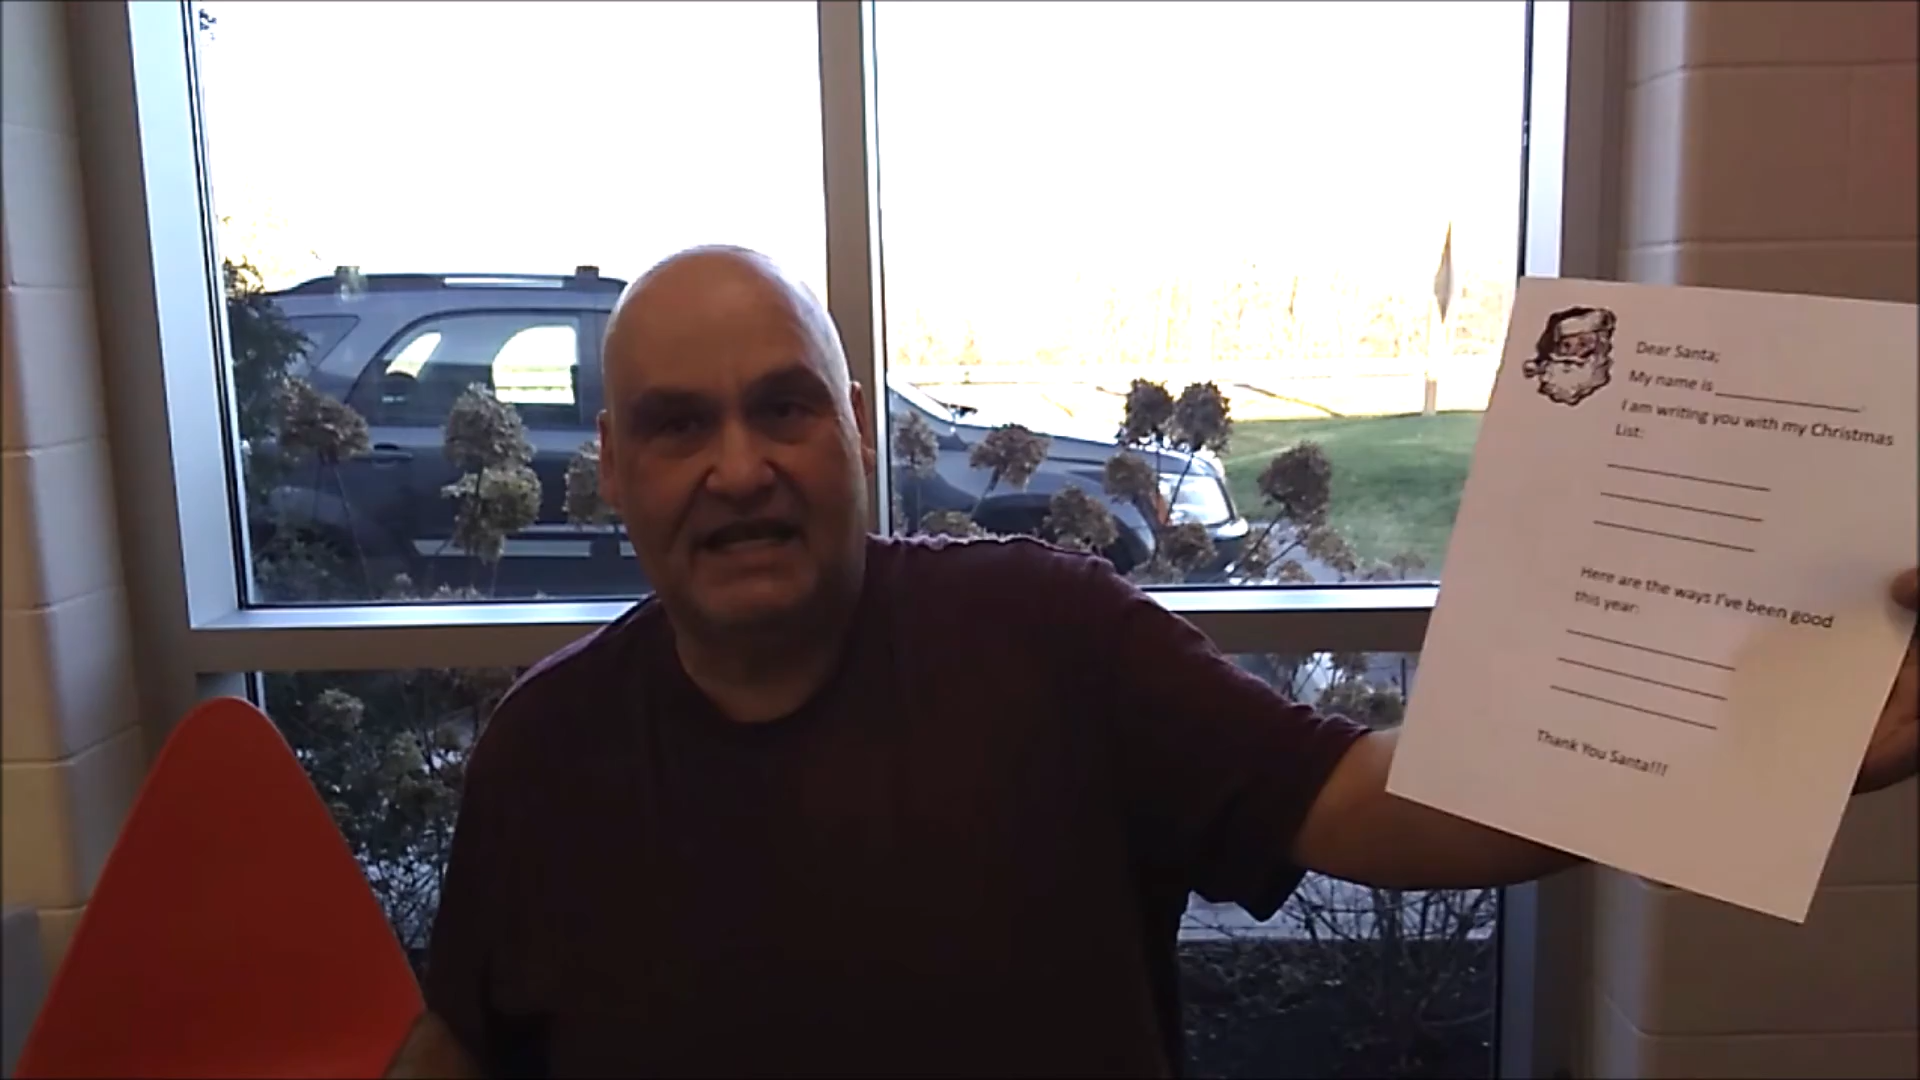 Dear Santa;
My name is ____________.
I am writing you with my Christmas
List:
Here are the ways I've been good
this year:
Thank You Santa!!!